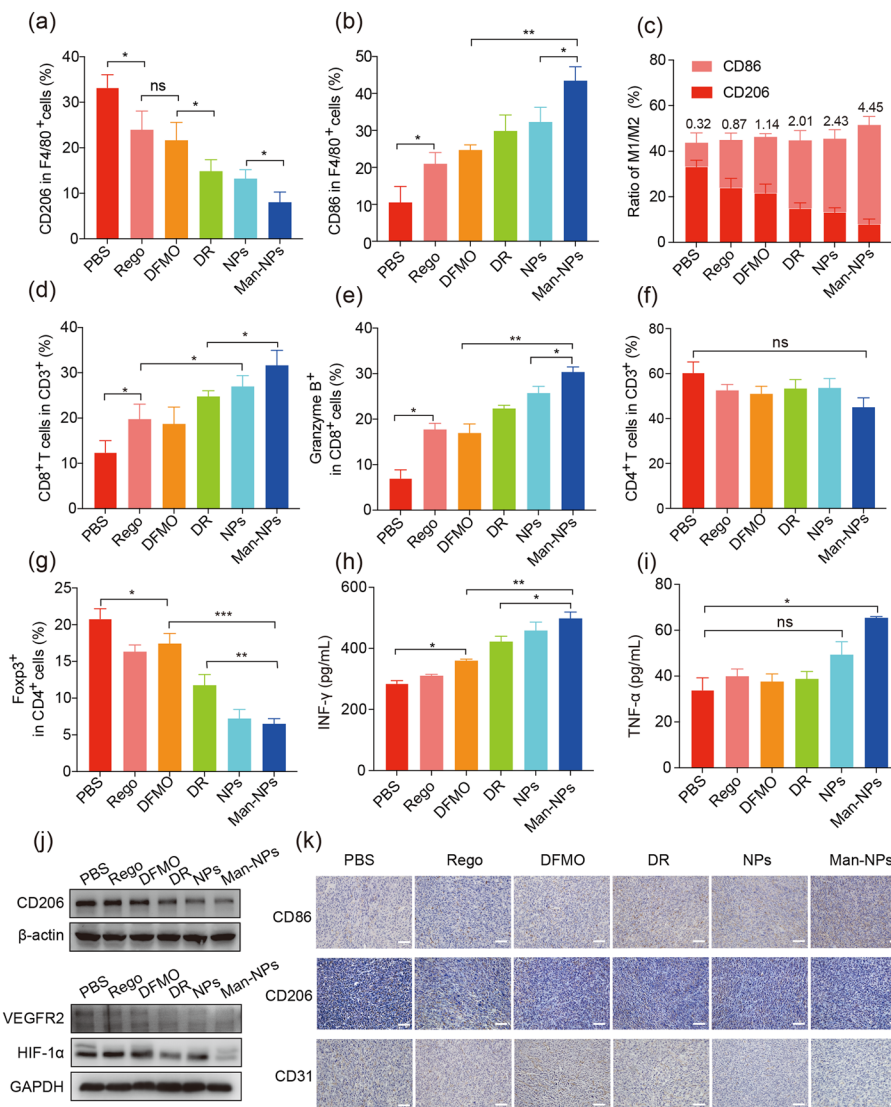 (a)
CD206 in F4/80⁺cells (%)
40
30
20
10
0
*
ns
*
*
PBS
Rego
DFMO
DR
NPs
Man-NPs
(b)
CD86 in F4/80⁺cells (%)
50
40
30
20
10
0
**
*
*
PBS
Rego
DFMO
DR
NPs
Man-NPs
(c)
CD86
CD206
Ratio of M1/M2 (%)
80
60
40
20
0
0.32
0.87
1.14
2.01
2.43
4.45
PBS
Rego
DFMO
DR
NPs
Man-NPs
(d)
CD8⁺T cells in CD3⁺ (%)
40
30
20
10
0
*
*
*
PBS
Rego
DFMO
DR
NPs
Man-NPs
(e)
Granzyme B⁺
in CD8⁺cells (%)
40
30
20
10
0
**
*
*
PBS
Rego
DFMO
DR
NPs
Man-NPs
(f)
CD4⁺T cells in CD3⁺ (%)
80
60
40
20
0
ns
PBS
Rego
DFMO
DR
NPs
Man-NPs
(g)
Foxp3⁺
in CD4⁺ cells (%)
25
20
15
10
5
0
*
***
**
PBS
Rego
DFMO
DR
NPs
Man-NPs
(h)
INF-γ (pg/mL)
600
400
200
0
**
*
*
PBS
Rego
DFMO
DR
NPs
Man-NPs
(i)
TNF-α (pg/mL)
80
60
40
20
0
*
ns
PBS
Rego
DFMO
DR
NPs
Man-NPs
(j)
PBS Rego DFMO DR NPs Man-NPs
CD206
β-actin
PBS Rego DFMO DR NPs Man-NPs
VEGFR2
HIF-1α
GAPDH
(k)
PBS Rego DFMO DR NPs Man-NPs
CD86
CD206
CD31